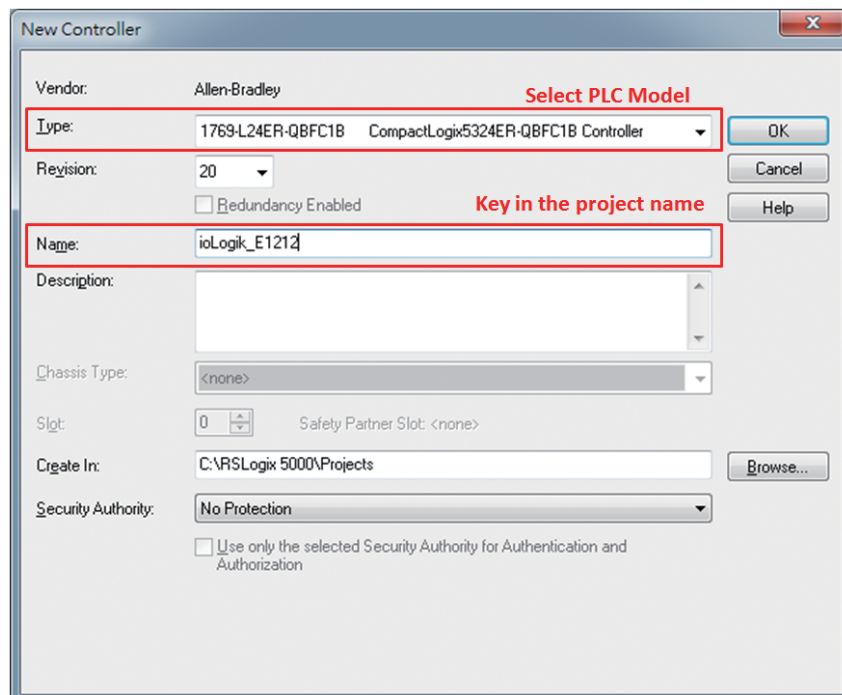 New Controller
Vendor: Allen-Bradley
Select PLC Model
Type: 1769-L24ER-QBFC1B CompactLogix5324ER-QBFC1B Controller OK
Revision: 20 Cancel
Redundancy Enabled Key in the project name Help
Name: ioLogik_E1212
Description:
Chassis Type: <none>
Slot: 0 Safety Partner Slot: <none>
Create In: C:\RSLogix 5000\Projects Browse...
Security Authority: No Protection
Use only the selected Security Authority for Authentication and
Authorization